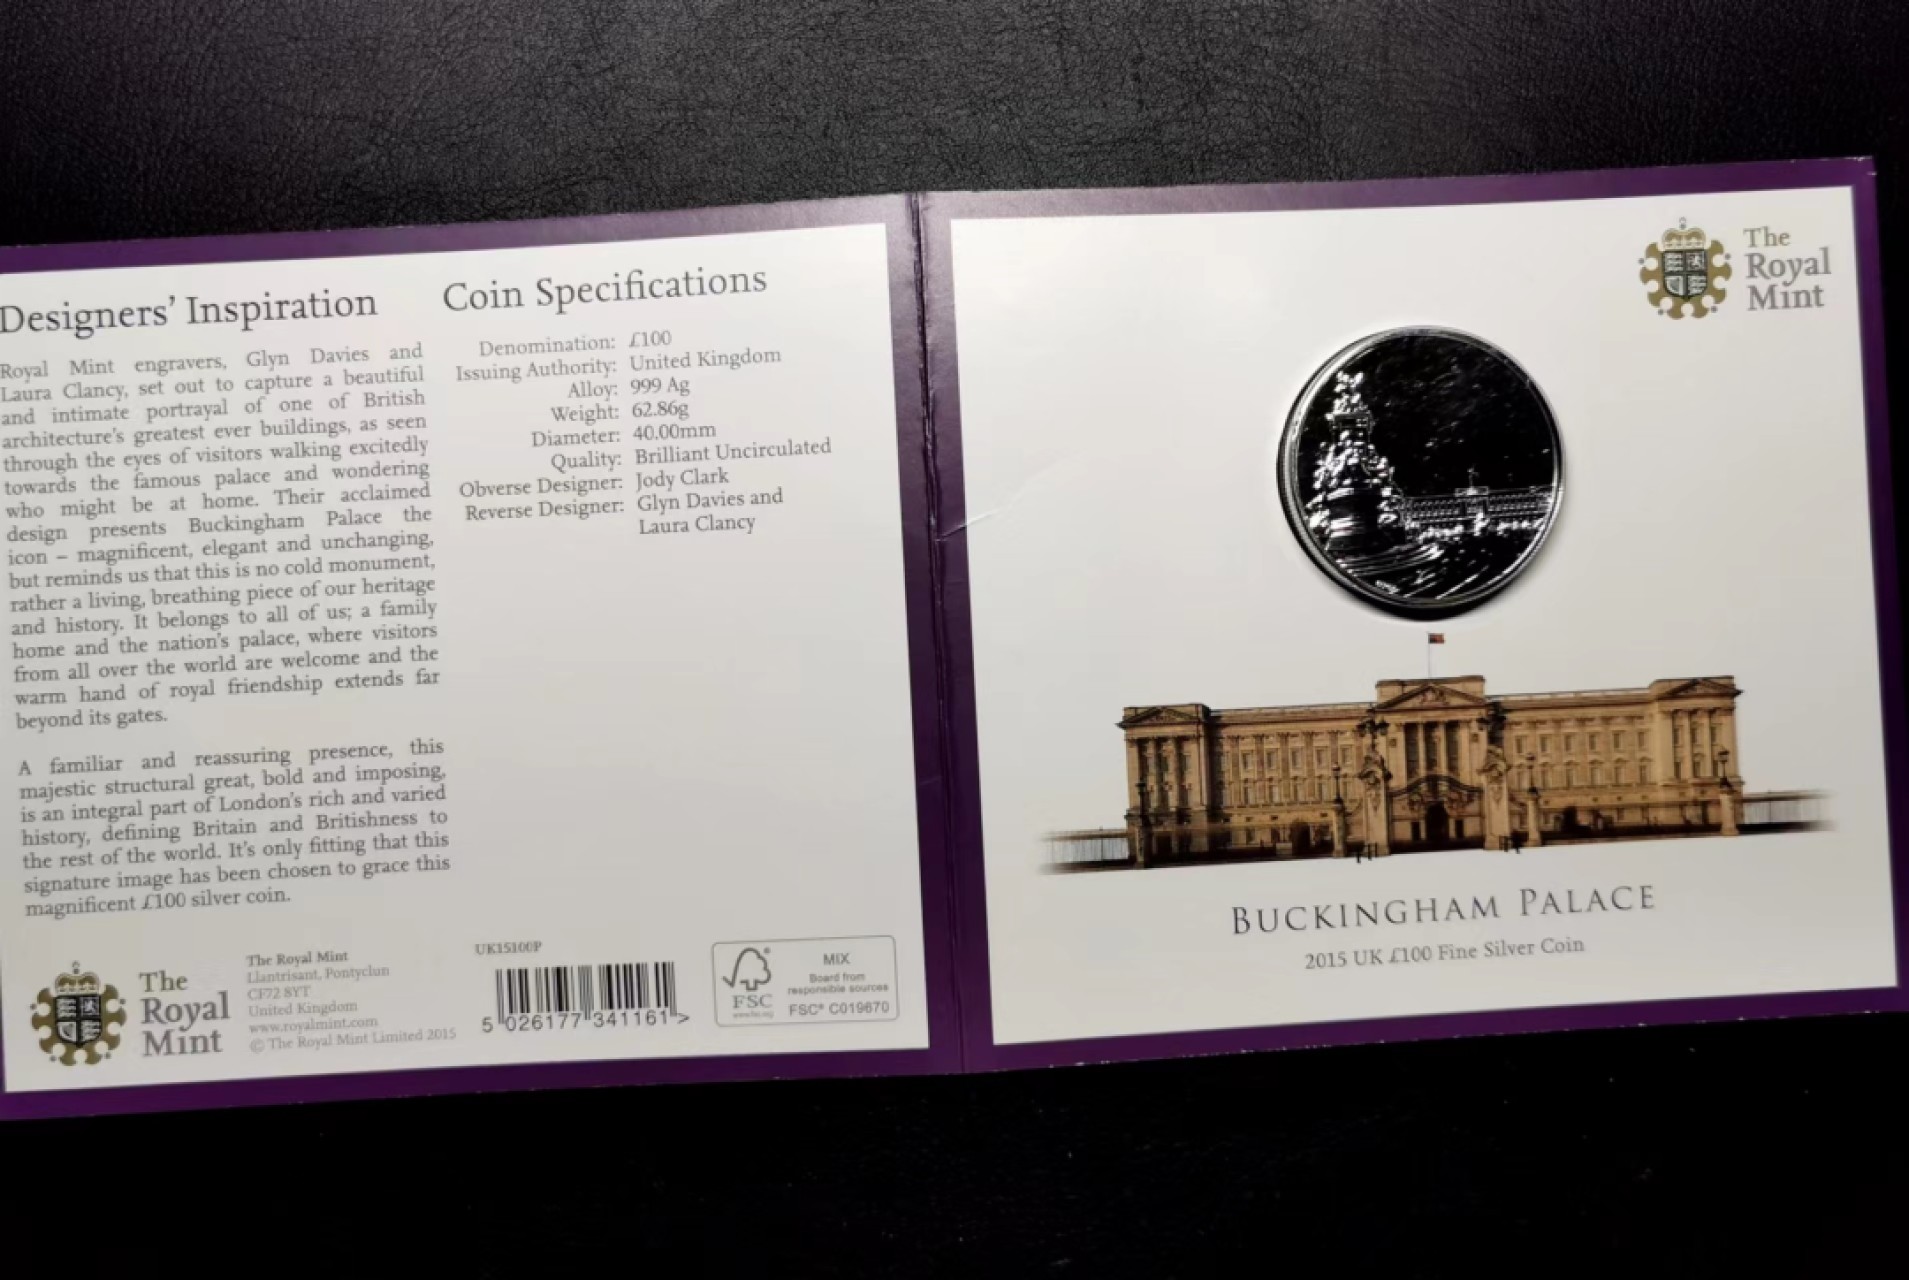 Designers' Inspiration
Royal Mint engravers, Glyn Davies and
Laura Clancy, set out to capture a beautiful
and intimate portrayal of one of British
architecture's greatest ever buildings, as seen
through the eyes of visitors walking excitedly
towards the famous palace and wondering
who might be at home. Their acclaimed
design presents Buckingham Palace the
icon – magnificent, elegant and unchanging,
but reminds us that this is no cold monument,
rather a living, breathing piece of our heritage
and history. It belongs to all of us; a family
home and the nation's palace, where visitors
from all over the world are welcome and the
warm hand of royal friendship extends far
beyond its gates.
A familiar and reassuring presence, this
majestic structural great, bold and imposing,
is an integral part of London's rich and varied
history, defining Britain and Britishness to
the rest of the world. It's only fitting that this
signature image has been chosen to grace this
magnificent £100 silver coin.
The
Royal
Mint
The Royal Mint
Llantrisant, Pontyclun
CF72 8YT
United Kingdom
www.royalmint.com
© The Royal Mint Limited 2015
Coin Specifications
Denomination: £100
Issuing Authority: United Kingdom
Alloy: 999 Ag
Weight: 62.86g
Diameter: 40.00mm
Quality: Brilliant Uncirculated
Obverse Designer: Jody Clark
Reverse Designer: Glyn Davies and
Laura Clancy
UK15100P
5 026177 341161 >
FSC
www.fsc.org
MIX
Board from
responsible sources
FSC® C019670
The
Royal
Mint
BUCKINGHAM PALACE
2015 UK £100 Fine Silver Coin